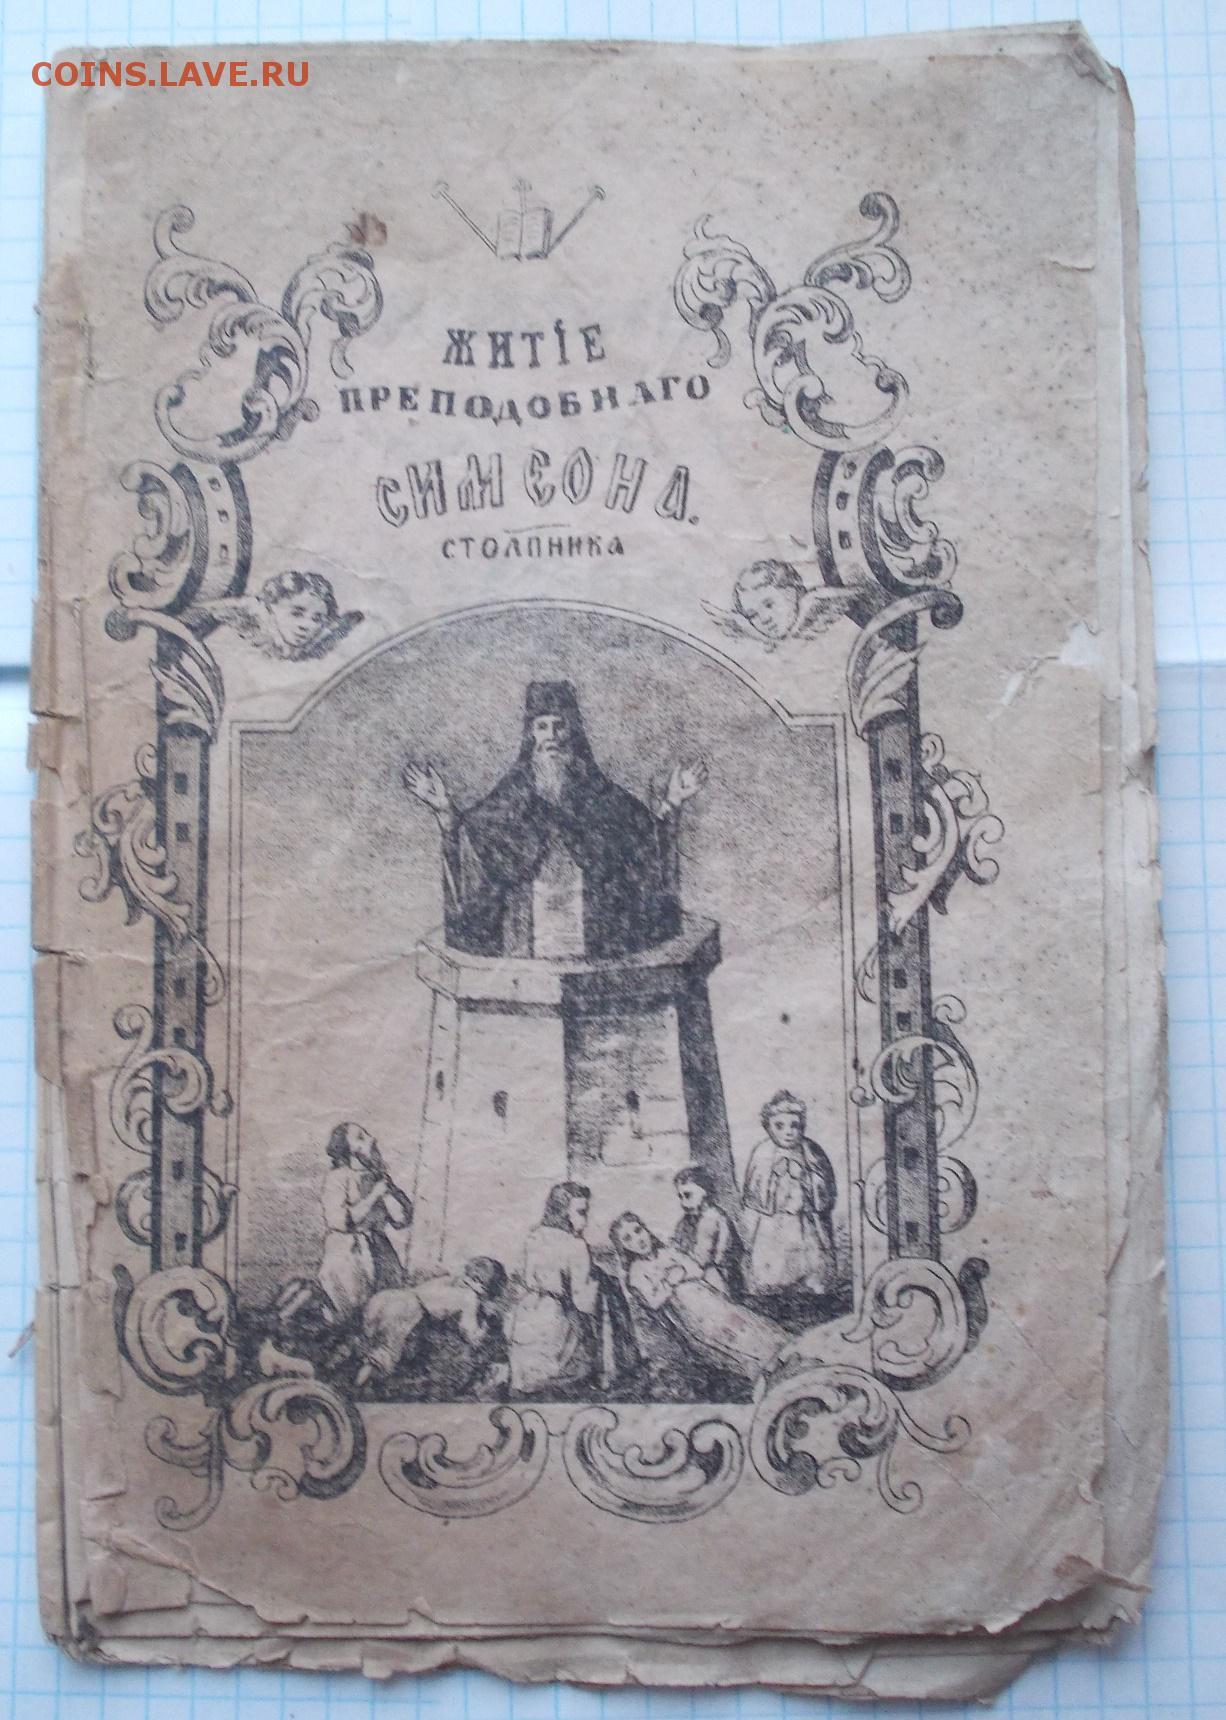 COINS.LAVE.RU
ЖИТІЕ
ПРЕПОДОБНАГО
СИМЕОНА.
СТОЛПНИКА